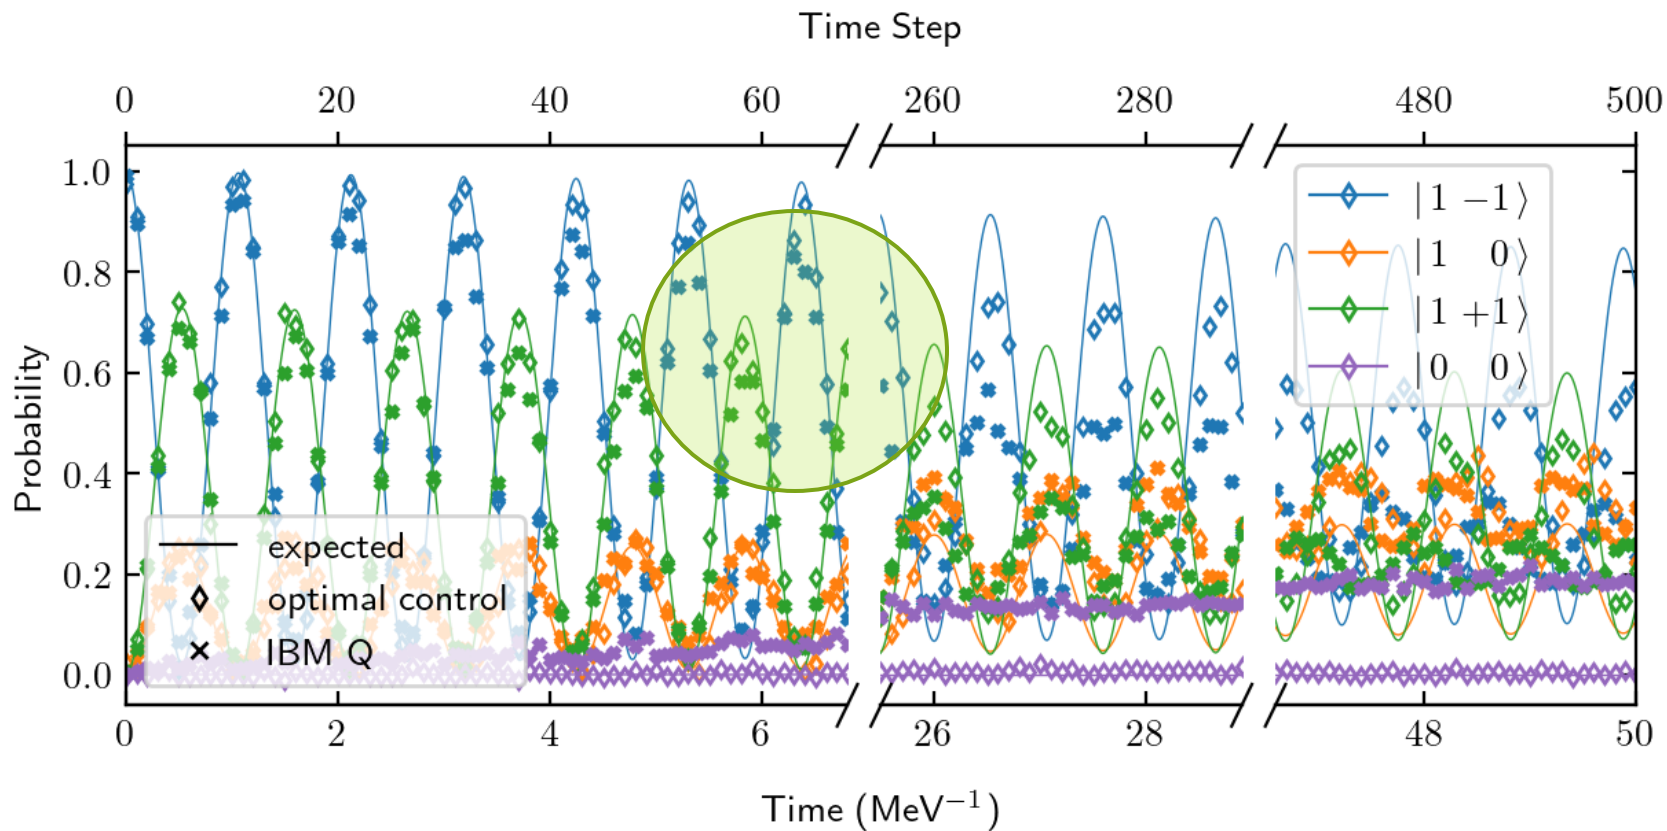 Time Step
0 20 40 60 260 280 480 500
1.0
0.8
0.6
0.4
0.2
0.0
Probability
|1 −1⟩
|1 0⟩
|1 +1⟩
|0 0⟩
expected
optimal control
IBM Q
0 2 4 6 26 28 48 50
Time (MeV⁻¹)